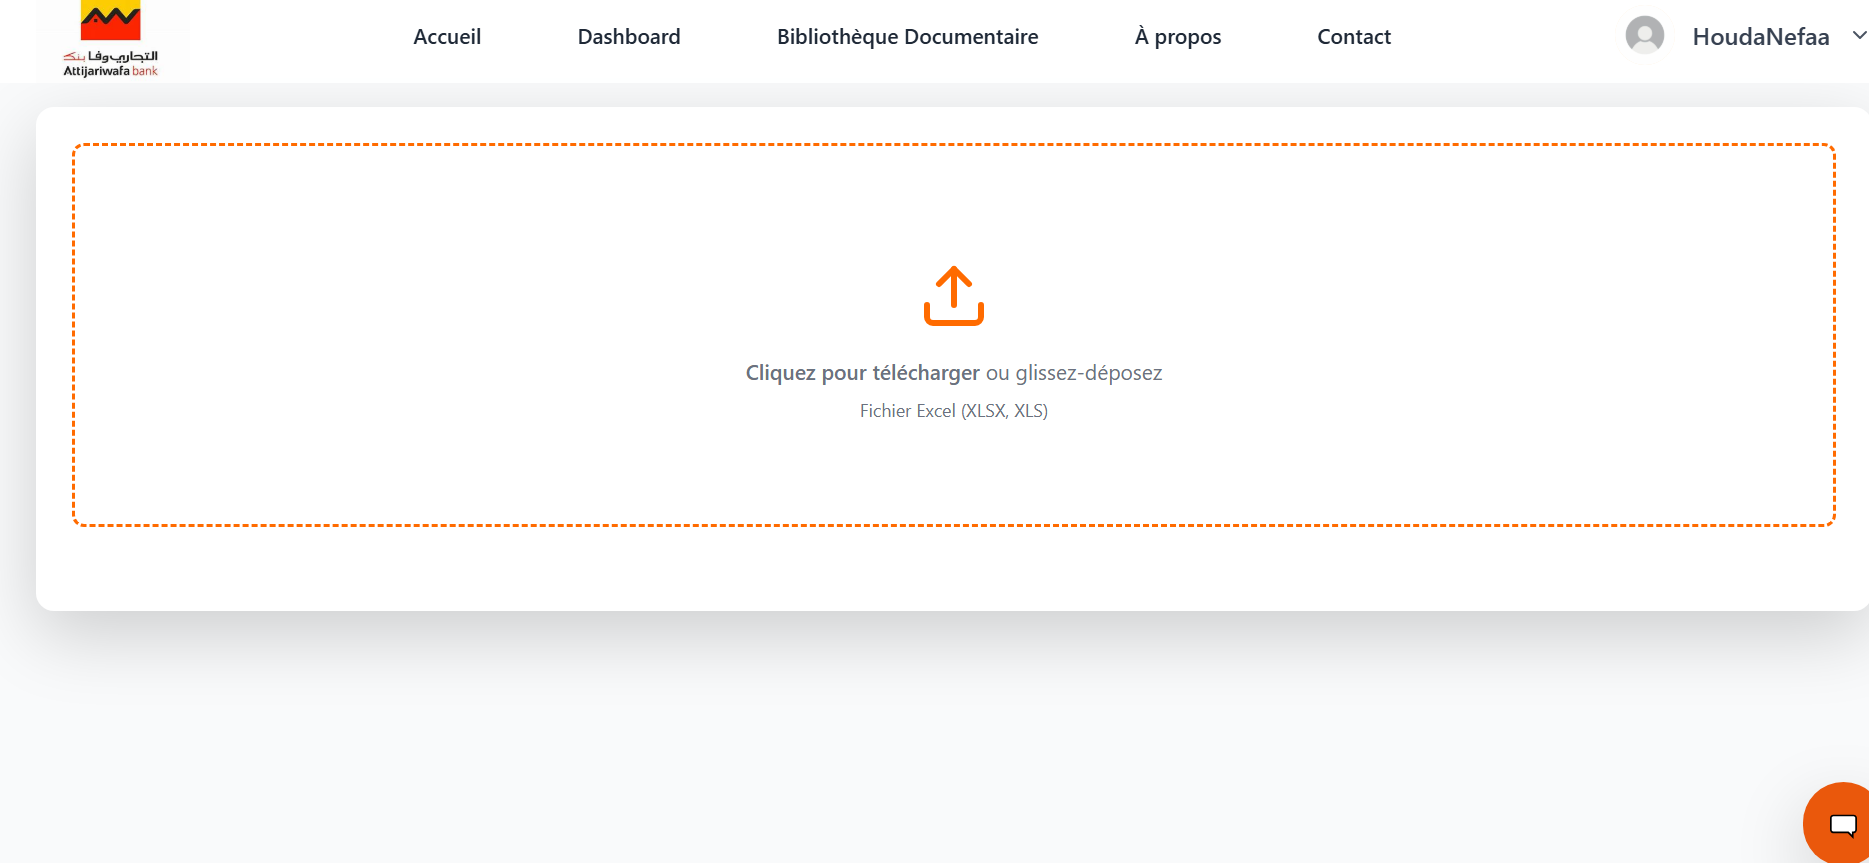 التجاري وفا بنك
Attijariwafa bank
Accueil
Dashboard
Bibliothèque Documentaire
À propos
Contact
HoudaNefaa
Cliquez pour télécharger ou glissez-déposez
Fichier Excel (XLSX, XLS)